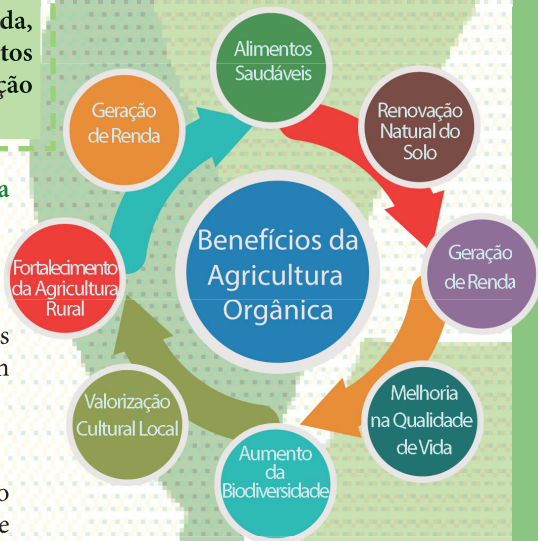 da,
tos
ção
a
s
n
o
e
Alimentos
Saudáveis
Renovação
Natural do
Solo
Geração
de Renda
Melhoria
na Qualidade
de Vida
Aumento
da
Biodiversidade
Valorização
Cultural Local
Fortalecimento
da Agricultura
Rural
Geração
de Renda
Benefícios da
Agricultura
Orgânica